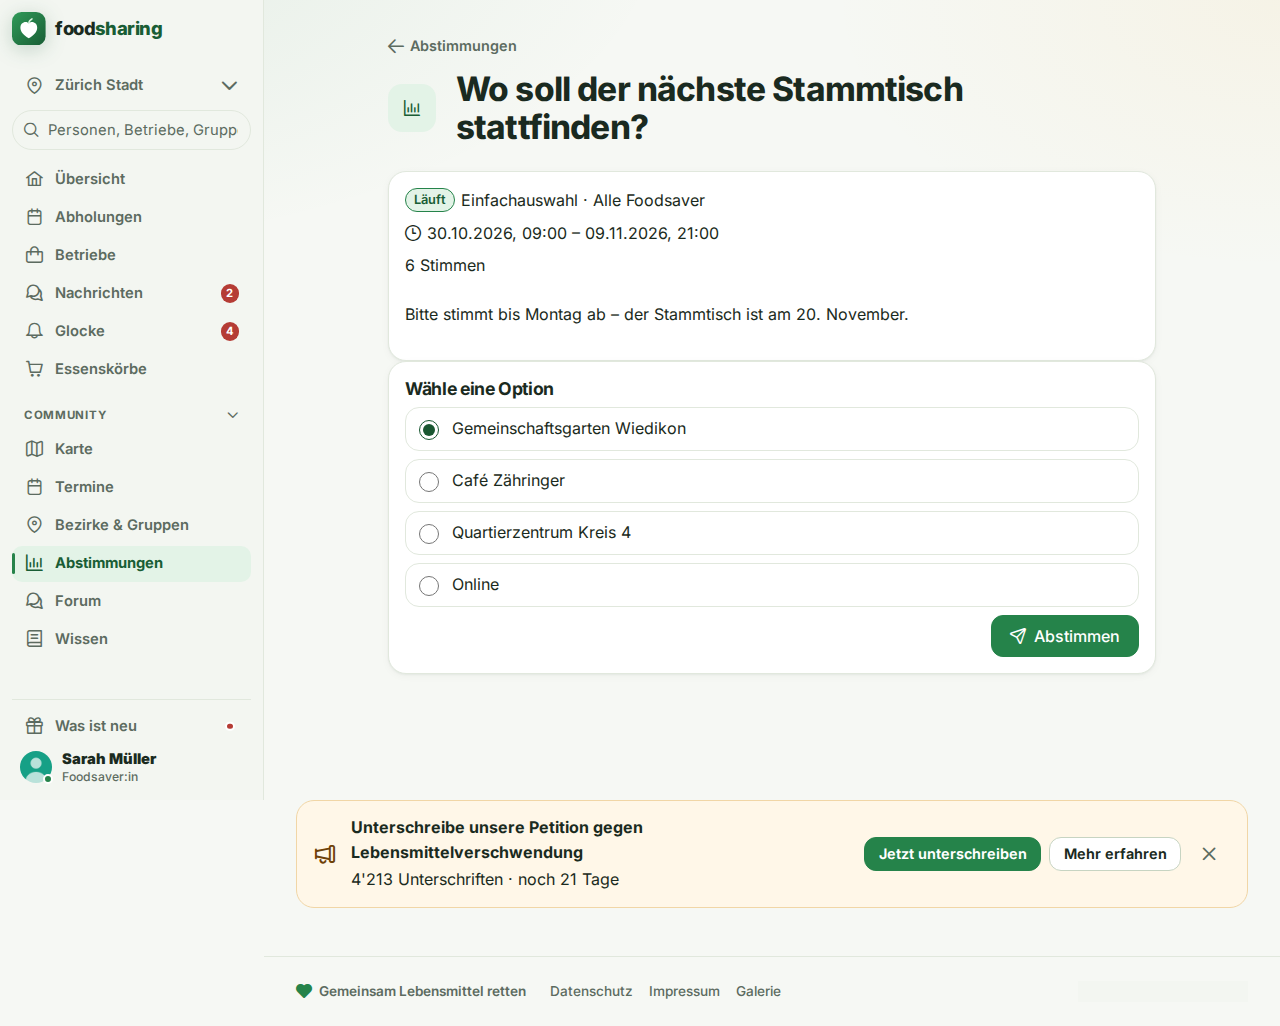 foodsharing
Zürich Stadt
Personen, Betriebe, Grupp
Übersicht
Abholungen
Betriebe
Nachrichten 2
Glocke 4
Essenskörbe
COMMUNITY
Karte
Termine
Bezirke & Gruppen
Abstimmungen
Forum
Wissen
Was ist neu
Sarah Müller
Foodsaver:in
Abstimmungen
Wo soll der nächste Stammtisch
stattfinden?
Läuft Einfachauswahl · Alle Foodsaver
30.10.2026, 09:00 – 09.11.2026, 21:00
6 Stimmen
Bitte stimmt bis Montag ab – der Stammtisch ist am 20. November.
Wähle eine Option
Gemeinschaftsgarten Wiedikon
Café Zähringer
Quartierzentrum Kreis 4
Online
Abstimmen
Unterschreibe unsere Petition gegen
Lebensmittelverschwendung
4'213 Unterschriften · noch 21 Tage
Jetzt unterschreiben
Mehr erfahren
Gemeinsam Lebensmittel retten Datenschutz Impressum Galerie